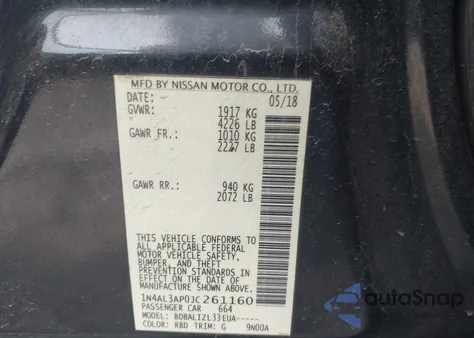 MFD BY NISSAN MOTOR CO., LTD.
DATE: 05/18
GVWR: 1917 KG
4226 LB
GAWR FR.: 1010 KG
2227 LB
GAWR RR.: 940 KG
2072 LB
THIS VEHICLE CONFORMS TO
ALL APPLICABLE FEDERAL
MOTOR VEHICLE SAFETY,
BUMPER, AND THEFT
PREVENTION STANDARDS IN
EFFECT ON THE DATE OF
MANUFACTURE SHOWN ABOVE.
1N4AL3AP0JC261160
PASSENGER CAR 664
MODEL: BDBALIZL33EUA-----
COLOR: RBD TRIM: G 9N00A
autoSnap